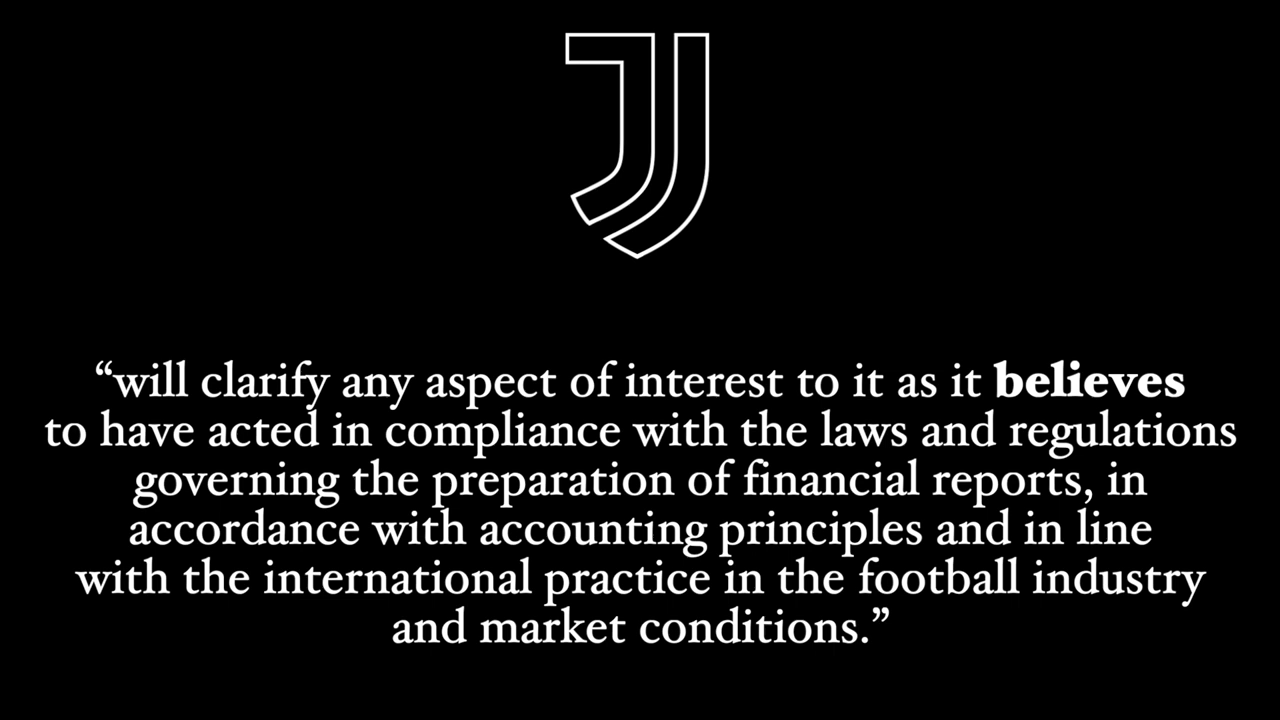 “will clarify any aspect of interest to it as it believes
to have acted in compliance with the laws and regulations
governing the preparation of financial reports, in
accordance with accounting principles and in line
with the international practice in the football industry
and market conditions.”